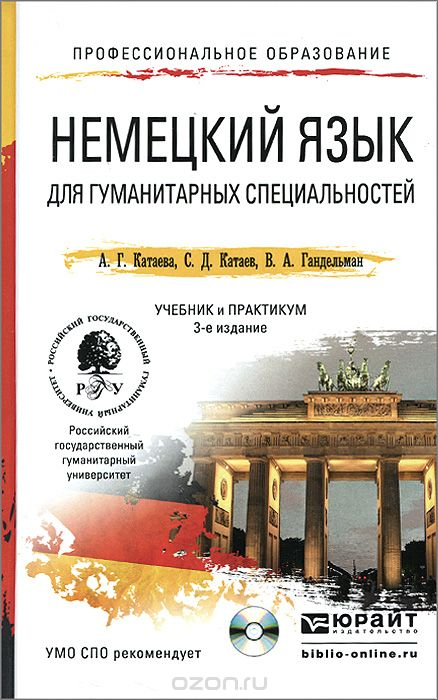 ПРОФЕССИОНАЛЬНОЕ ОБРАЗОВАНИЕ
НЕМЕЦКИЙ ЯЗЫК
ДЛЯ ГУМАНИТАРНЫХ СПЕЦИАЛЬНОСТЕЙ
А. Г. Катаева, С. Д. Катаев, В. А. Гандельман
УЧЕБНИК и ПРАКТИКУМ
3-е издание
РОССИЙСКИЙ ГОСУДАРСТВЕННЫЙ ГУМАНИТАРНЫЙ УНИВЕРСИТЕТ
РГГУ
Российский
государственный
гуманитарный
университет
УМО СПО рекомендует
юрайт
издательство
biblio-online.ru
ozon.ru